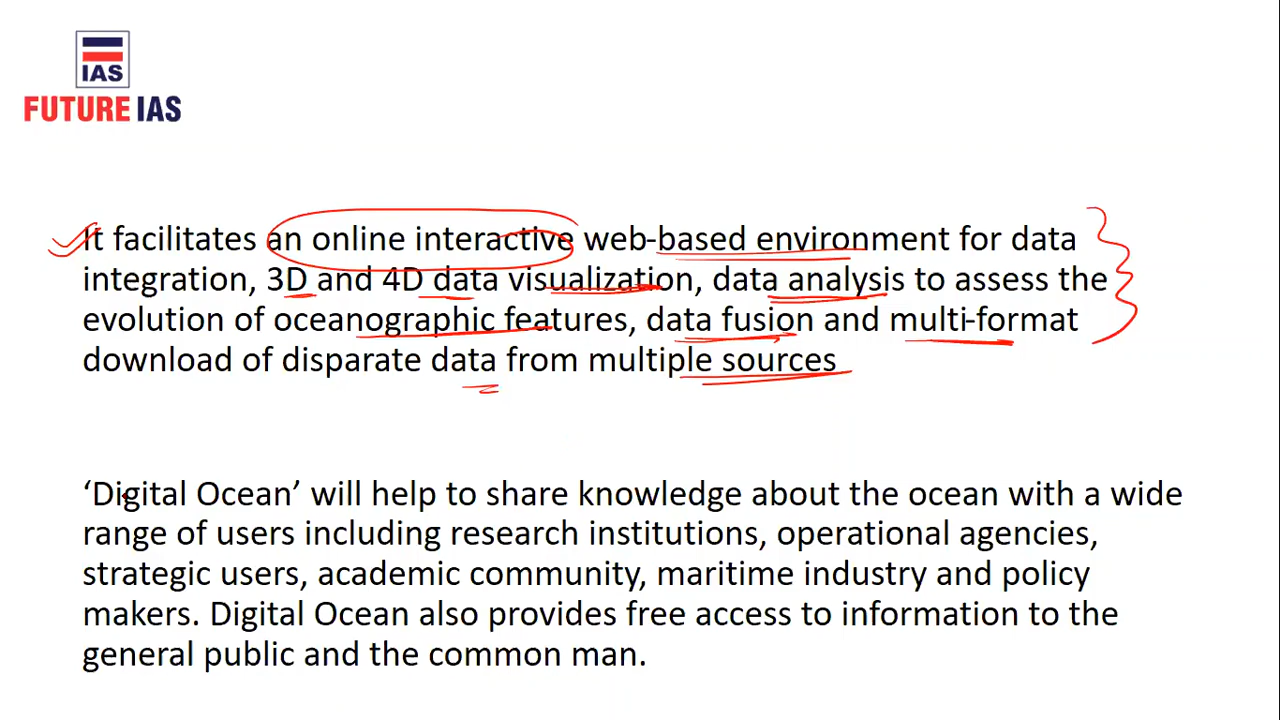 IAS
FUTURE IAS
It facilitates an online interactive web-based environment for data
integration, 3D and 4D data visualization, data analysis to assess the
evolution of oceanographic features, data fusion and multi-format
download of disparate data from multiple sources
‘Digital Ocean’ will help to share knowledge about the ocean with a wide
range of users including research institutions, operational agencies,
strategic users, academic community, maritime industry and policy
makers. Digital Ocean also provides free access to information to the
general public and the common man.